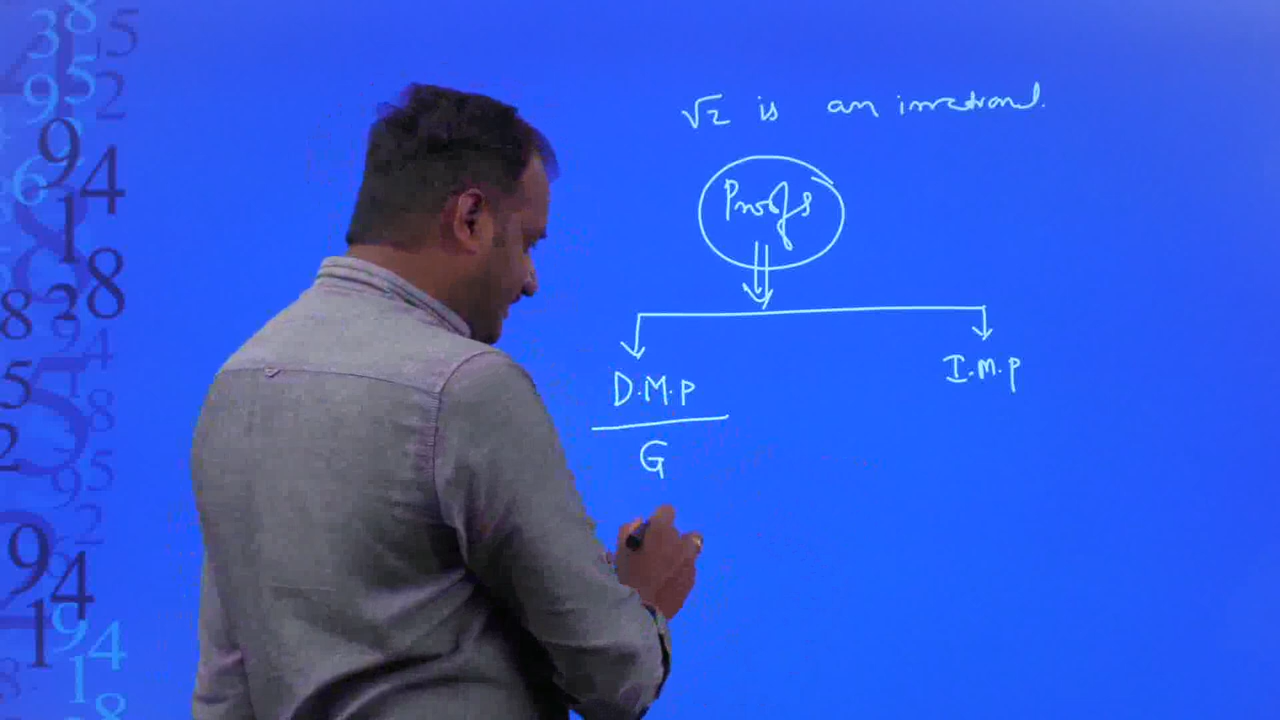 √2 is an irrational.
Proofs
D.M.P
I.M.P
G